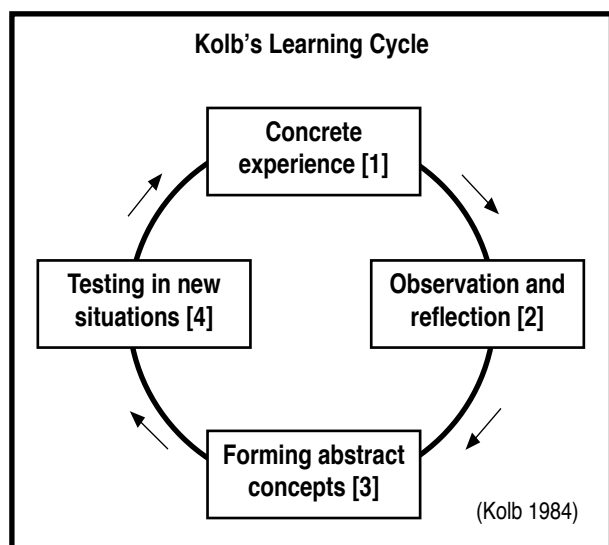 Kolb’s Learning Cycle
Concrete
experience [1]
Observation and
reflection [2]
Forming abstract
concepts [3]
Testing in new
situations [4]
(Kolb 1984)